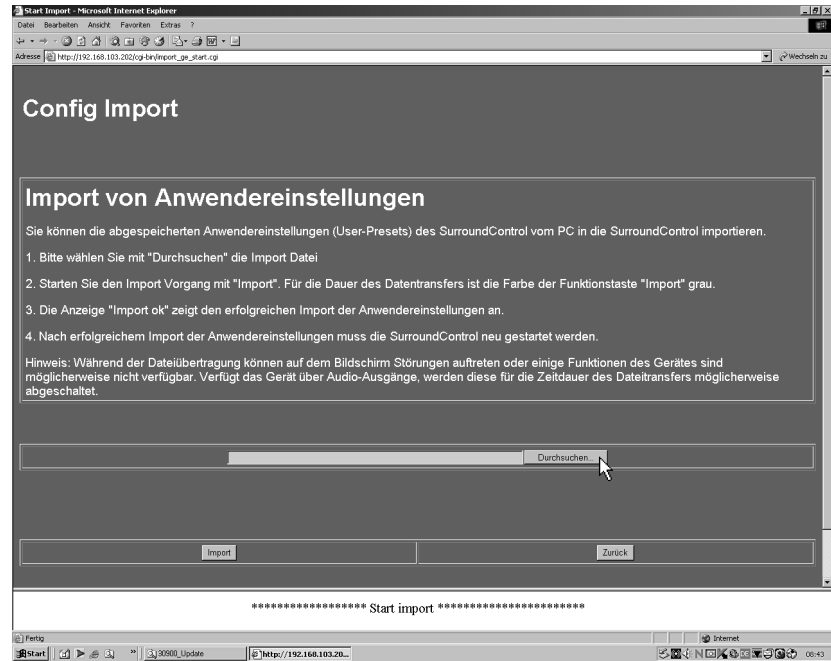 Start Import - Microsoft Internet Explorer
Datei Bearbeiten Ansicht Favoriten Extras ?
Adresse http://192.168.103.202/cgi-bin/import_ge_start.cgi Wechseln zu
Config Import
Import von Anwendereinstellungen
Sie können die abgespeicherten Anwendereinstellungen (User-Presets) des SurroundControl vom PC in die SurroundControl importieren.
1. Bitte wählen Sie mit "Durchsuchen" die Import Datei
2. Starten Sie den Import Vorgang mit "Import". Für die Dauer des Datentransfers ist die Farbe der Funktionstaste "Import" grau.
3. Die Anzeige "Import ok" zeigt den erfolgreichen Import der Anwendereinstellungen an.
4. Nach erfolgreichem Import der Anwendereinstellungen muss die SurroundControl neu gestartet werden.
Hinweis: Während der Dateiübertragung können auf dem Bildschirm Störungen auftreten oder einige Funktionen des Gerätes sind
möglicherweise nicht verfügbar. Verfügt das Gerät über Audio-Ausgänge, werden diese für die Zeitdauer des Dateitransfers möglicherweise
abgeschaltet.
Durchsuchen...
Import Zurück
****************** Start import ***********************
Fertig Internet
Start » 30900_Update http://192.168.103.20... 08:43